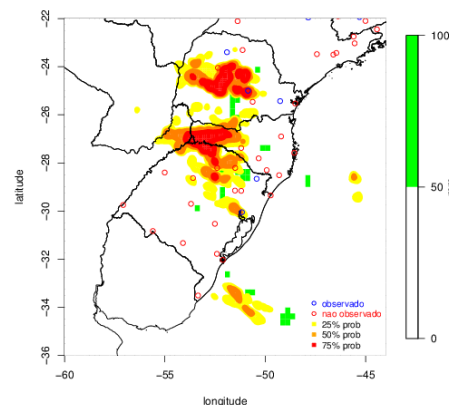 -22
-24
-26
-28
-30
-32
-34
-36
latitude
-60
-55
-50
-45
longitude
observado
nao observado
25% prob
50% prob
75% prob
100
50
0